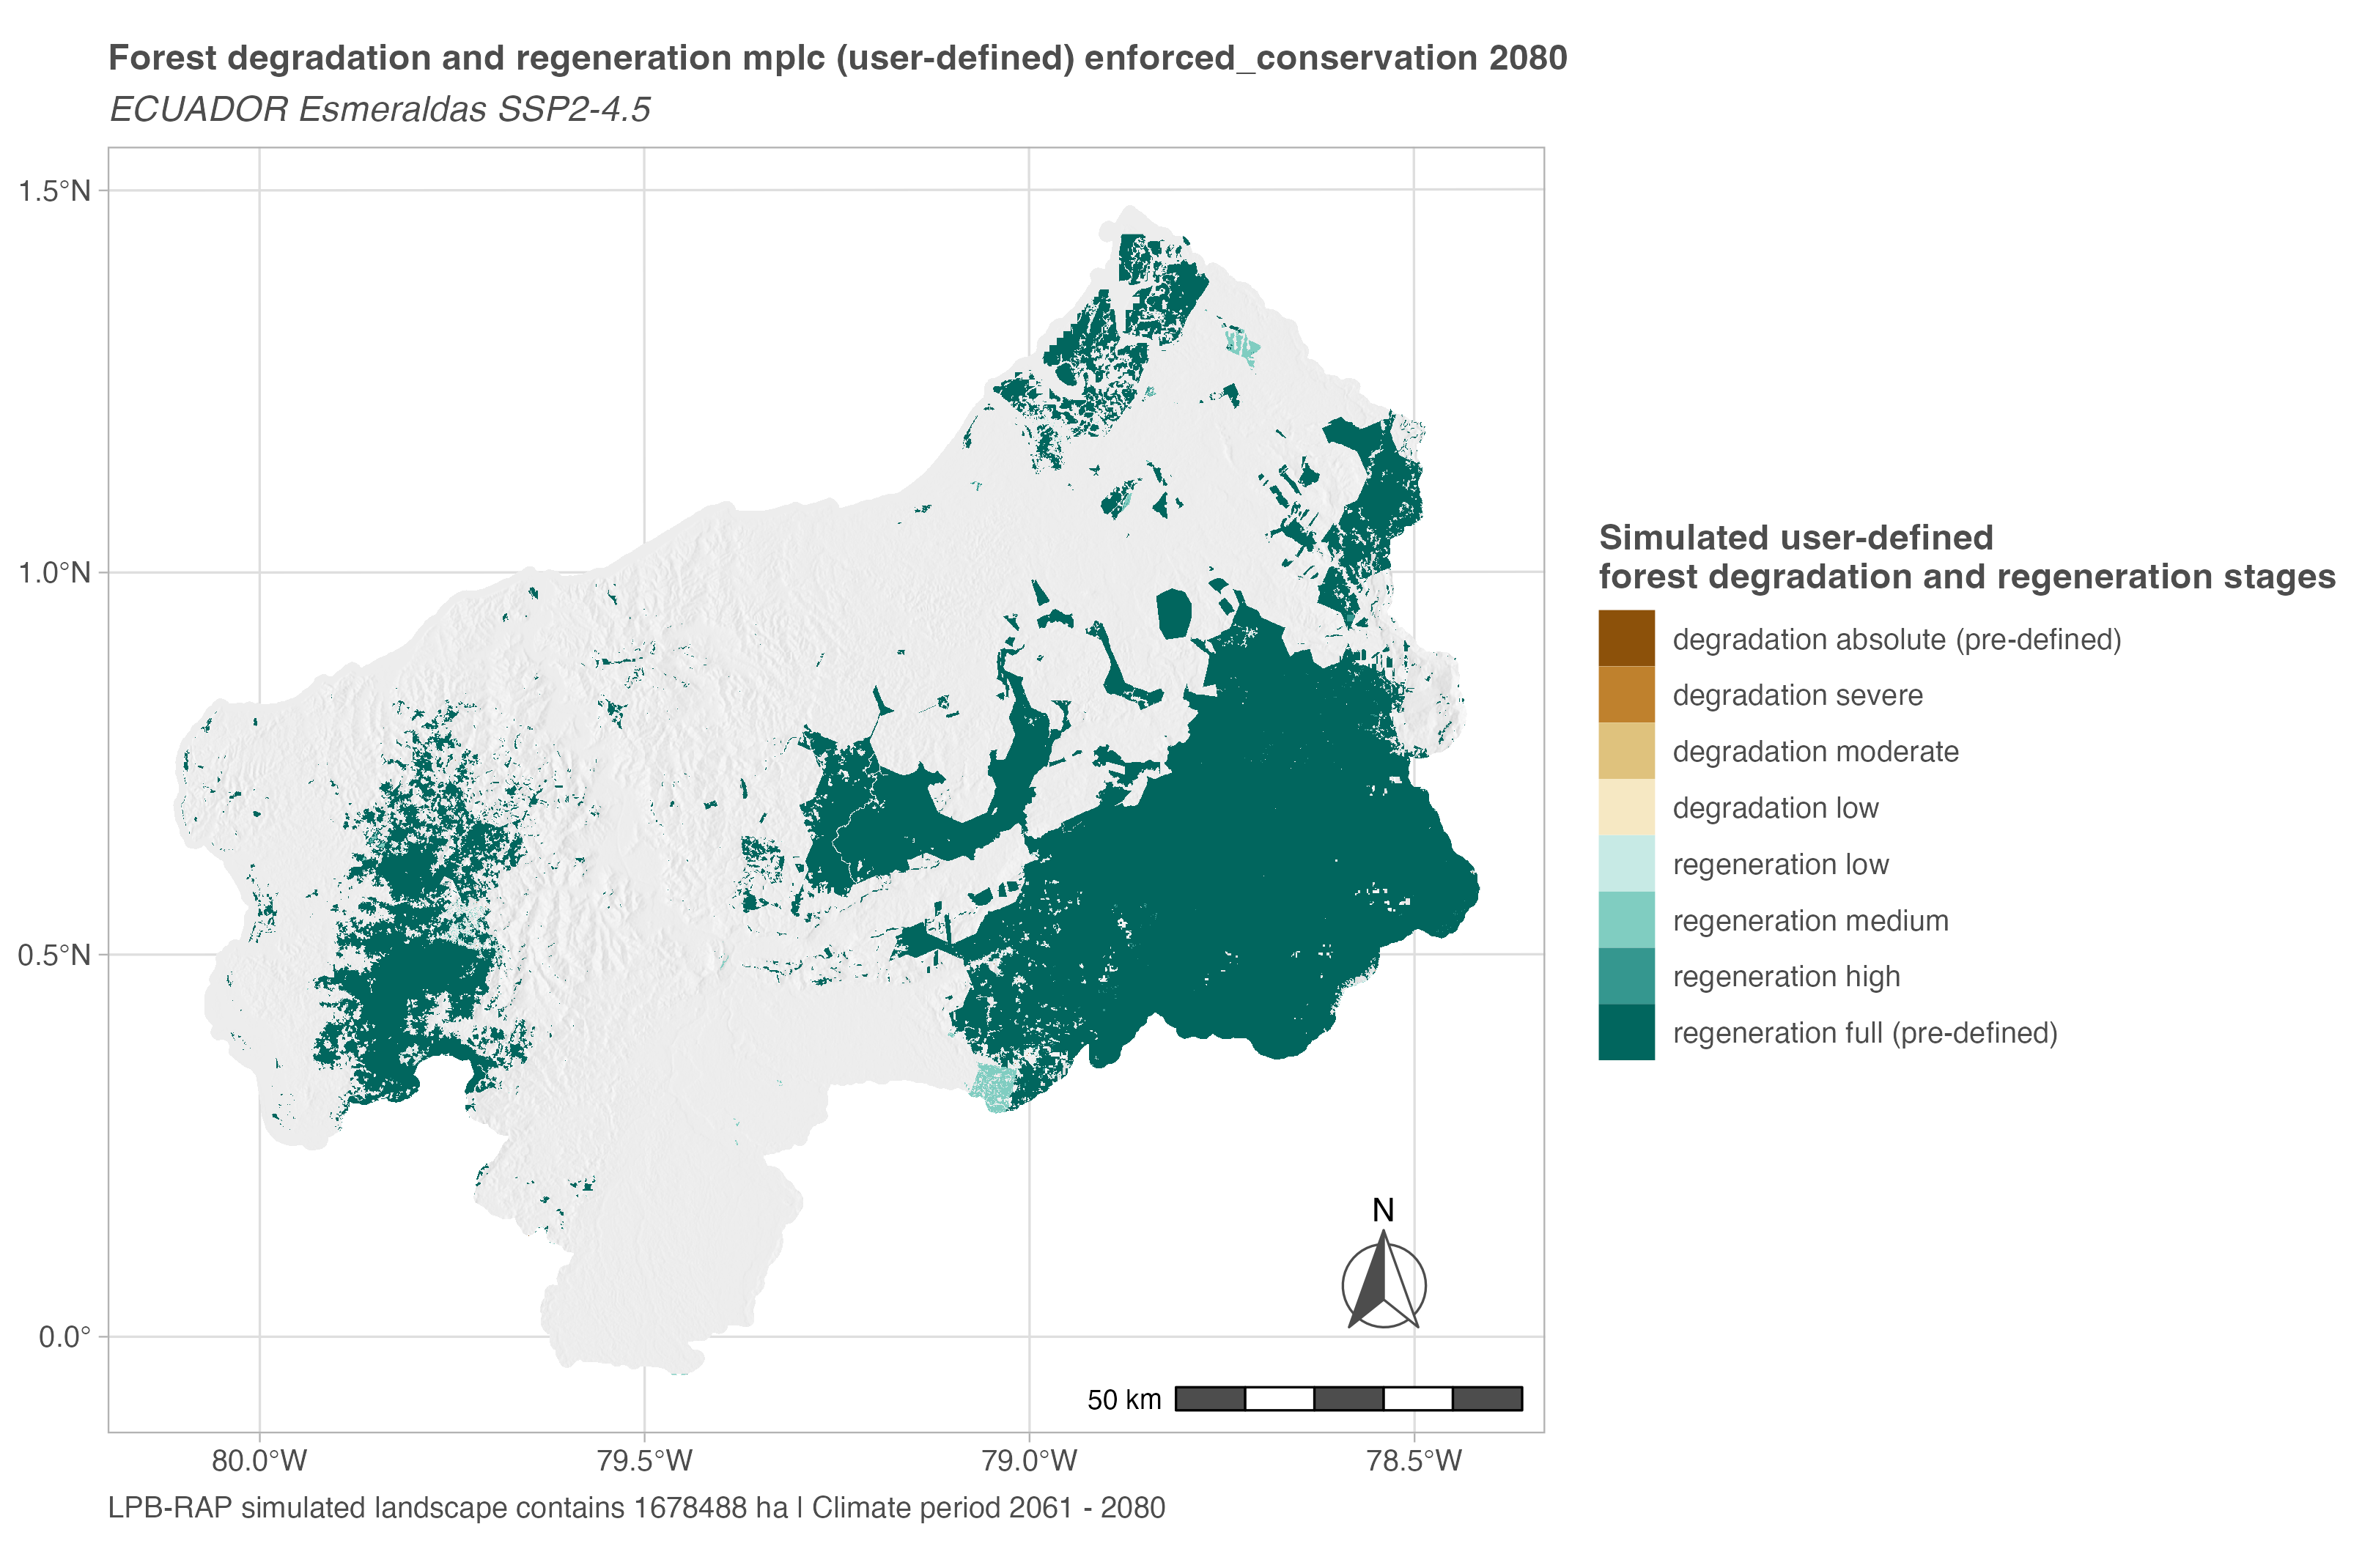 Forest degradation and regeneration mplc (user-defined) enforced_conservation 2080
ECUADOR Esmeraldas SSP2-4.5
1.5°N
1.0°N
0.5°N
0.0°
80.0°W
79.5°W
79.0°W
78.5°W
N
50 km
Simulated user-defined
forest degradation and regeneration stages
degradation absolute (pre-defined)
degradation severe
degradation moderate
degradation low
regeneration low
regeneration medium
regeneration high
regeneration full (pre-defined)
LPB-RAP simulated landscape contains 1678488 ha | Climate period 2061 - 2080